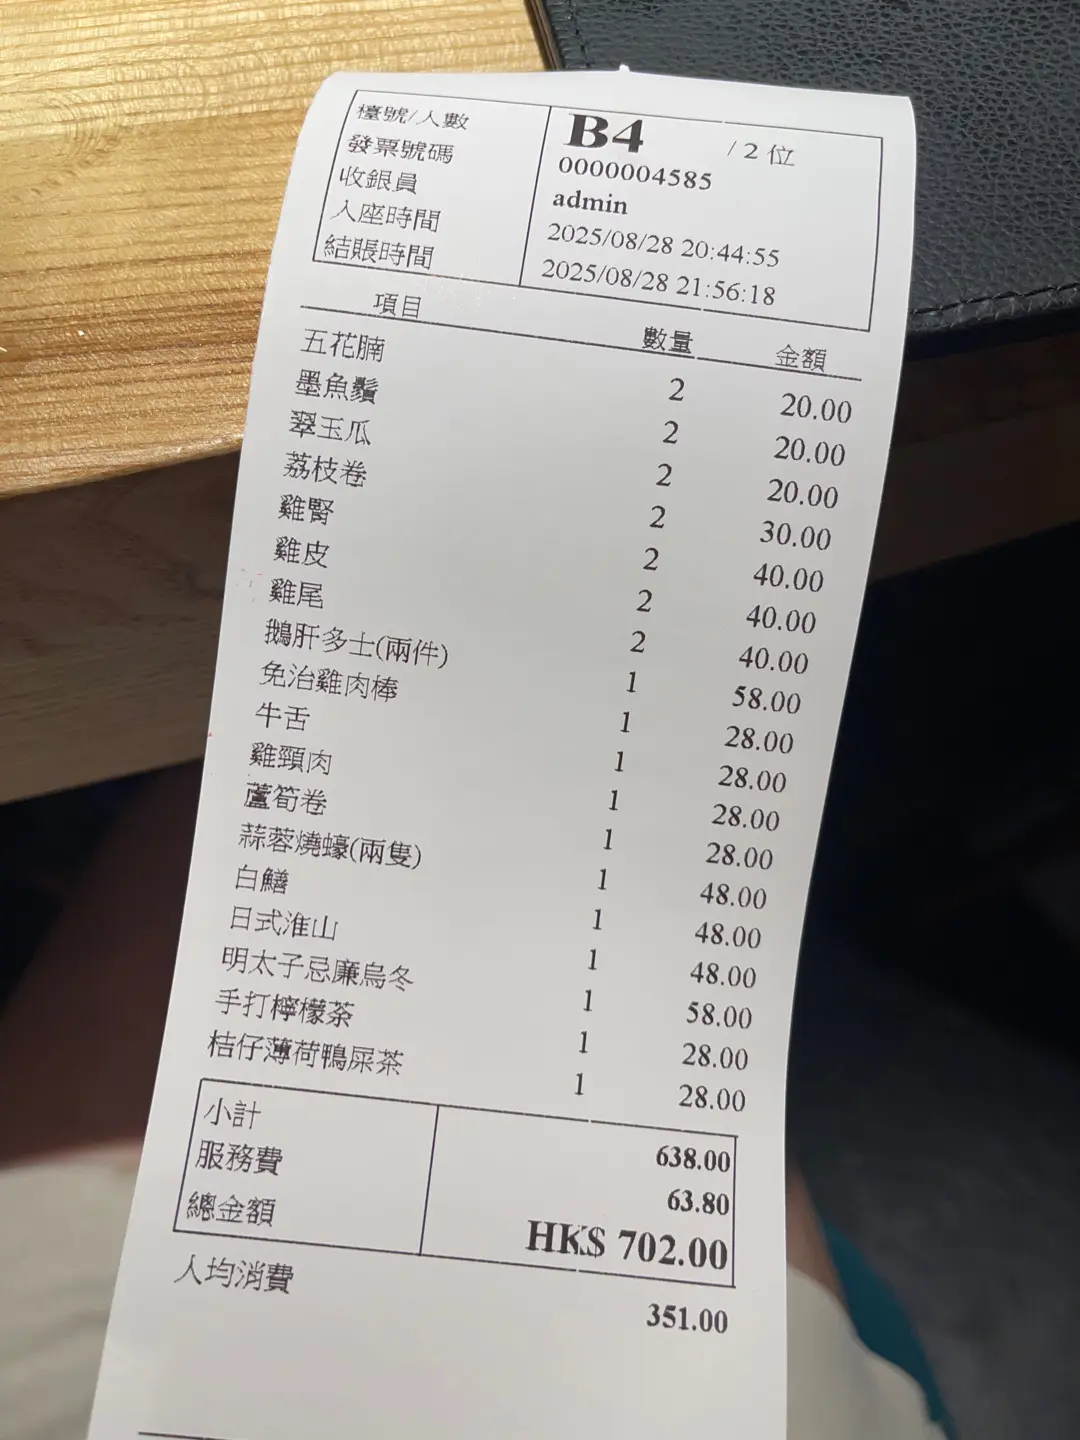 檯號/人數 B4 / 2 位
發票號碼 0000004585
收銀員 admin
入座時間 2025/08/28 20:44:55
結賬時間 2025/08/28 21:56:18
項目 數量 金額
五花腩 2 20.00
墨魚鬚 2 20.00
翠玉瓜 2 20.00
荔枝卷 2 30.00
雞腎 2 40.00
雞皮 2 40.00
雞尾 2 40.00
鵝肝多士(兩件) 1 58.00
免治雞肉棒 1 28.00
牛舌 1 28.00
雞頸肉 1 28.00
蘆筍卷 1 28.00
蒜蓉燒蠔(兩隻) 1 48.00
白鱔 1 48.00
日式淮山 1 48.00
明太子忌廉烏冬 1 58.00
手打檸檬茶 1 28.00
桔仔薄荷鴨屎茶 1 28.00
小計 638.00
服務費 63.80
總金額 HK$ 702.00
人均消費 351.00